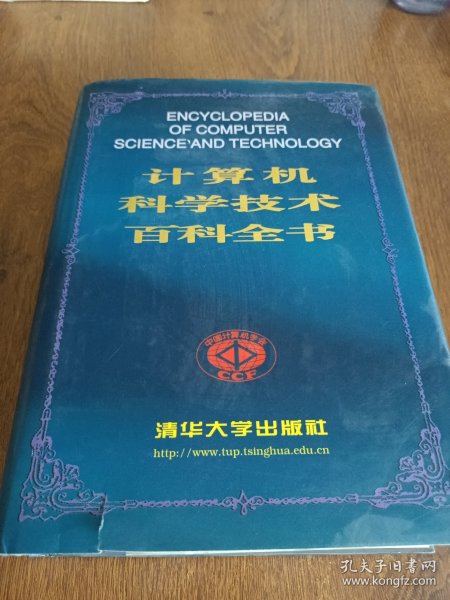 ENCYCLOPEDIA
OF COMPUTER
SCIENCE AND TECHNOLOGY
计算机
科学技术
百科全书
中国计算机学会
CCF
清华大学出版社
http://www.tup.tsinghua.edu.cn
孔夫子旧书网
www.kongfz.com